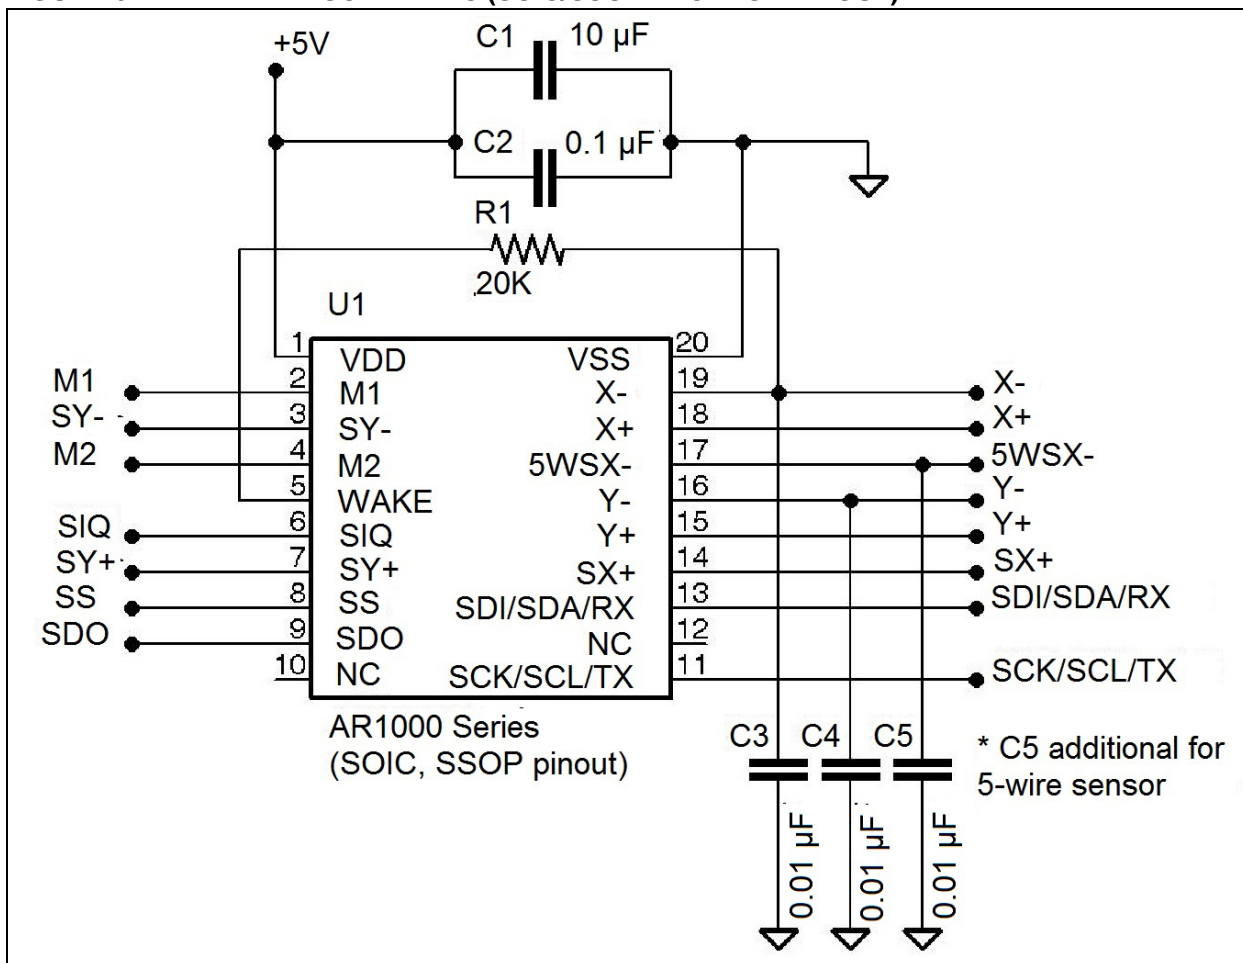 +5V
C1 10 µF
C2 0.1 µF
R1
20K
U1
1 VDD
2 M1
3 SY-
4 M2
5 WAKE
6 SIQ
7 SY+
8 SS
9 SDO
10 NC
VSS 20
X- 19
X+ 18
5WSX- 17
Y- 16
Y+ 15
SX+ 14
SDI/SDA/RX 13
NC 12
SCK/SCL/TX 11
M1
SY-
M2
SIQ
SY+
SS
SDO
X-
X+
5WSX-
Y-
Y+
SX+
SDI/SDA/RX
SCK/SCL/TX
AR1000 Series
(SOIC, SSOP pinout)
C3 C4 C5
0.01 µF
0.01 µF
0.01 µF
* C5 additional for
5-wire sensor